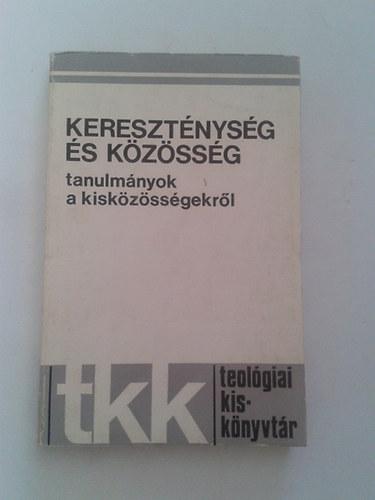 KERESZTÉNYSÉG
ÉS KÖZÖSSÉG
tanulmányok
a kisközösségekről
tkk
teológiai
kis-
könyvtár